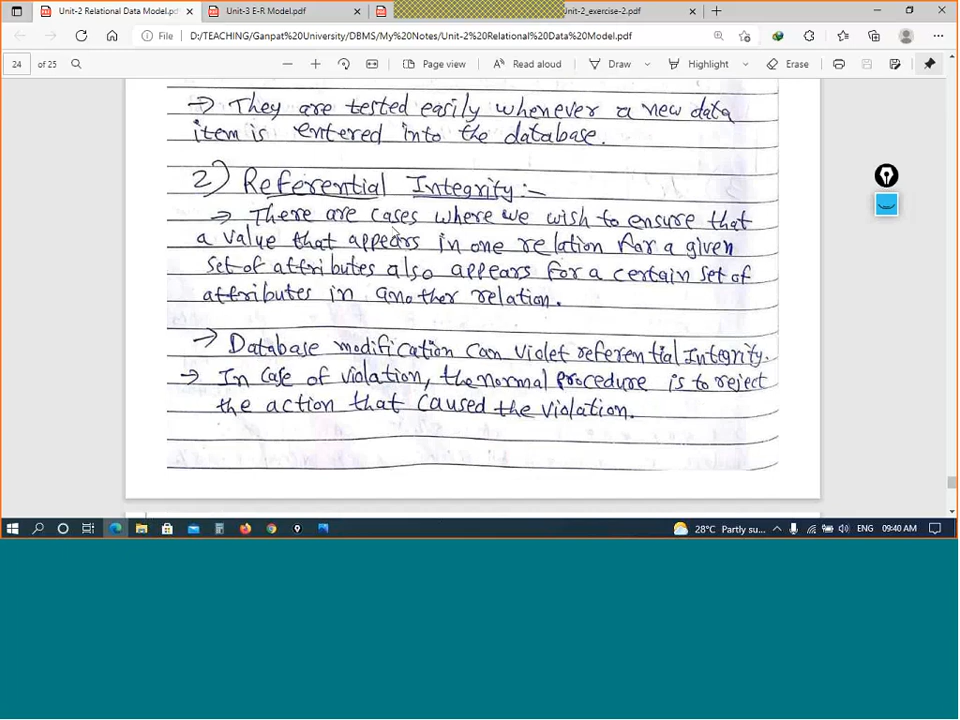 Unit-2 Relational Data Model.pdf
Unit-3 E-R Model.pdf
Unit-2_exercise-2.pdf
File D:/TEACHING/Ganpat%20University/DBMS/My%20Notes/Unit-2%20Relational%20Data%20Model.pdf
24 of 25 Page view Read aloud Draw Highlight Erase
→ They are tested easily whenever a new data
item is entered into the database.
2) Referential Integrity :-
→ There are cases where we wish to ensure that
a value that appears in one relation for a given
set of attributes also appears for a certain set of
attributes in another relation.
→ Database modification can violet referential Integrity.
→ In case of violation, the normal procedure is to reject
the action that caused the violation.
28°C Partly su... ENG 09:40 AM